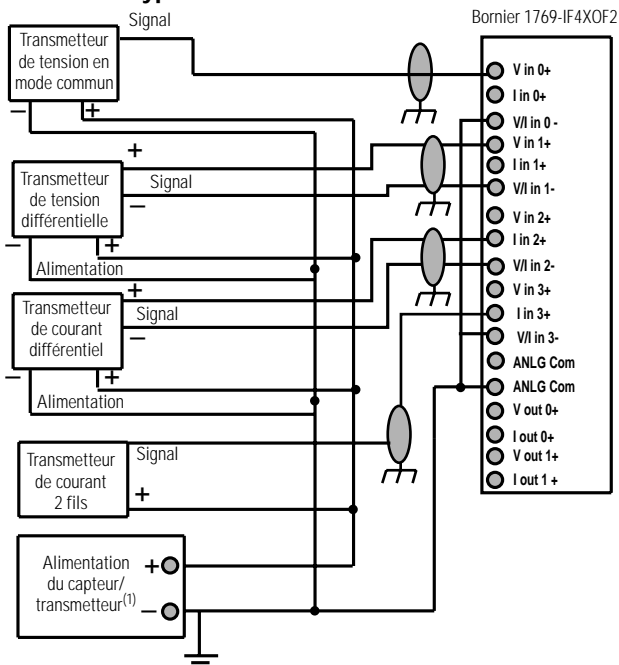 Signal
Bornier 1769-IF4XOF2
Transmetteur
de tension en
mode commun
— +
V in 0+
I in 0+
V/I in 0 -
V in 1+
I in 1+
V/I in 1-
V in 2+
I in 2+
V/I in 2-
V in 3+
I in 3+
V/I in 3-
ANLG Com
ANLG Com
V out 0+
I out 0+
V out 1+
I out 1 +
+
Transmetteur
de tension
différentielle
Signal
—
— +
Alimentation
+
Transmetteur
de courant
différentiel
Signal
—
— +
Alimentation
Transmetteur
de courant
2 fils
Signal
+
Alimentation
du capteur/
transmetteur(1)
+
—